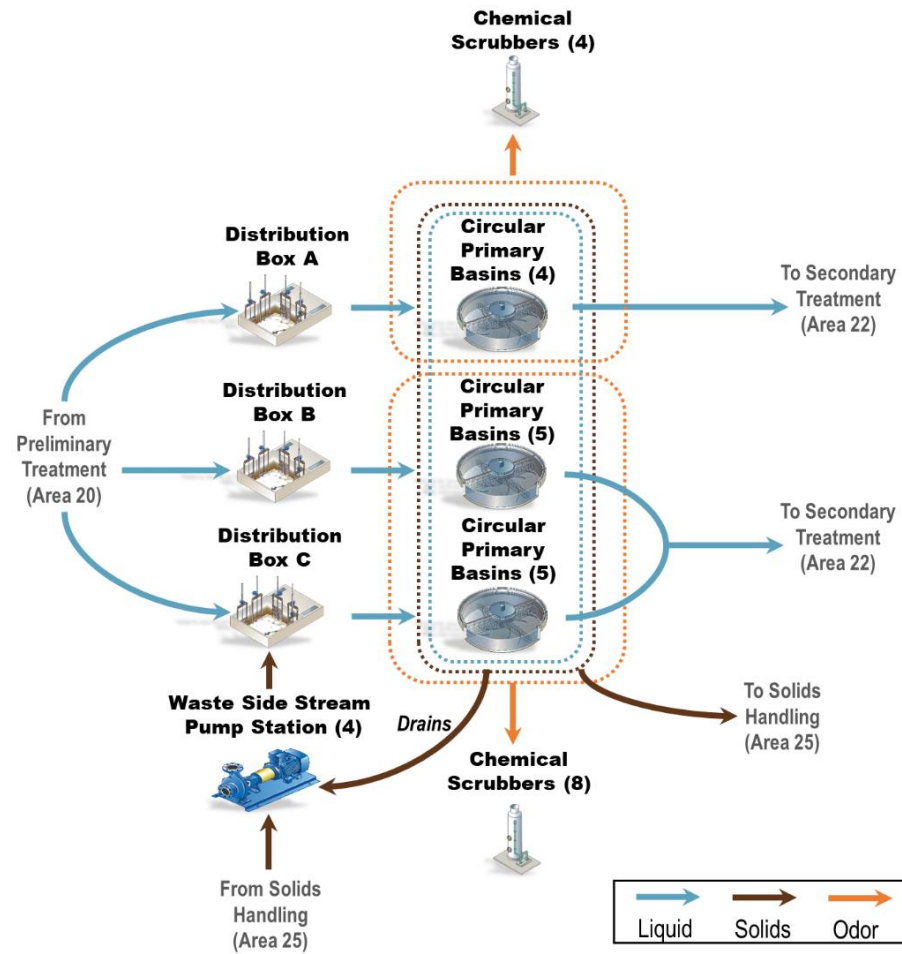 Chemical
Scrubbers (4)
Distribution
Box A
Circular
Primary
Basins (4)
To Secondary
Treatment
(Area 22)
Distribution
Box B
Circular
Primary
Basins (5)
From
Preliminary
Treatment
(Area 20)
To Secondary
Treatment
(Area 22)
Distribution
Box C
Circular
Primary
Basins (5)
Waste Side Stream
Pump Station (4)
Drains
To Solids
Handling
(Area 25)
Chemical
Scrubbers (8)
From Solids
Handling
(Area 25)
Liquid
Solids
Odor